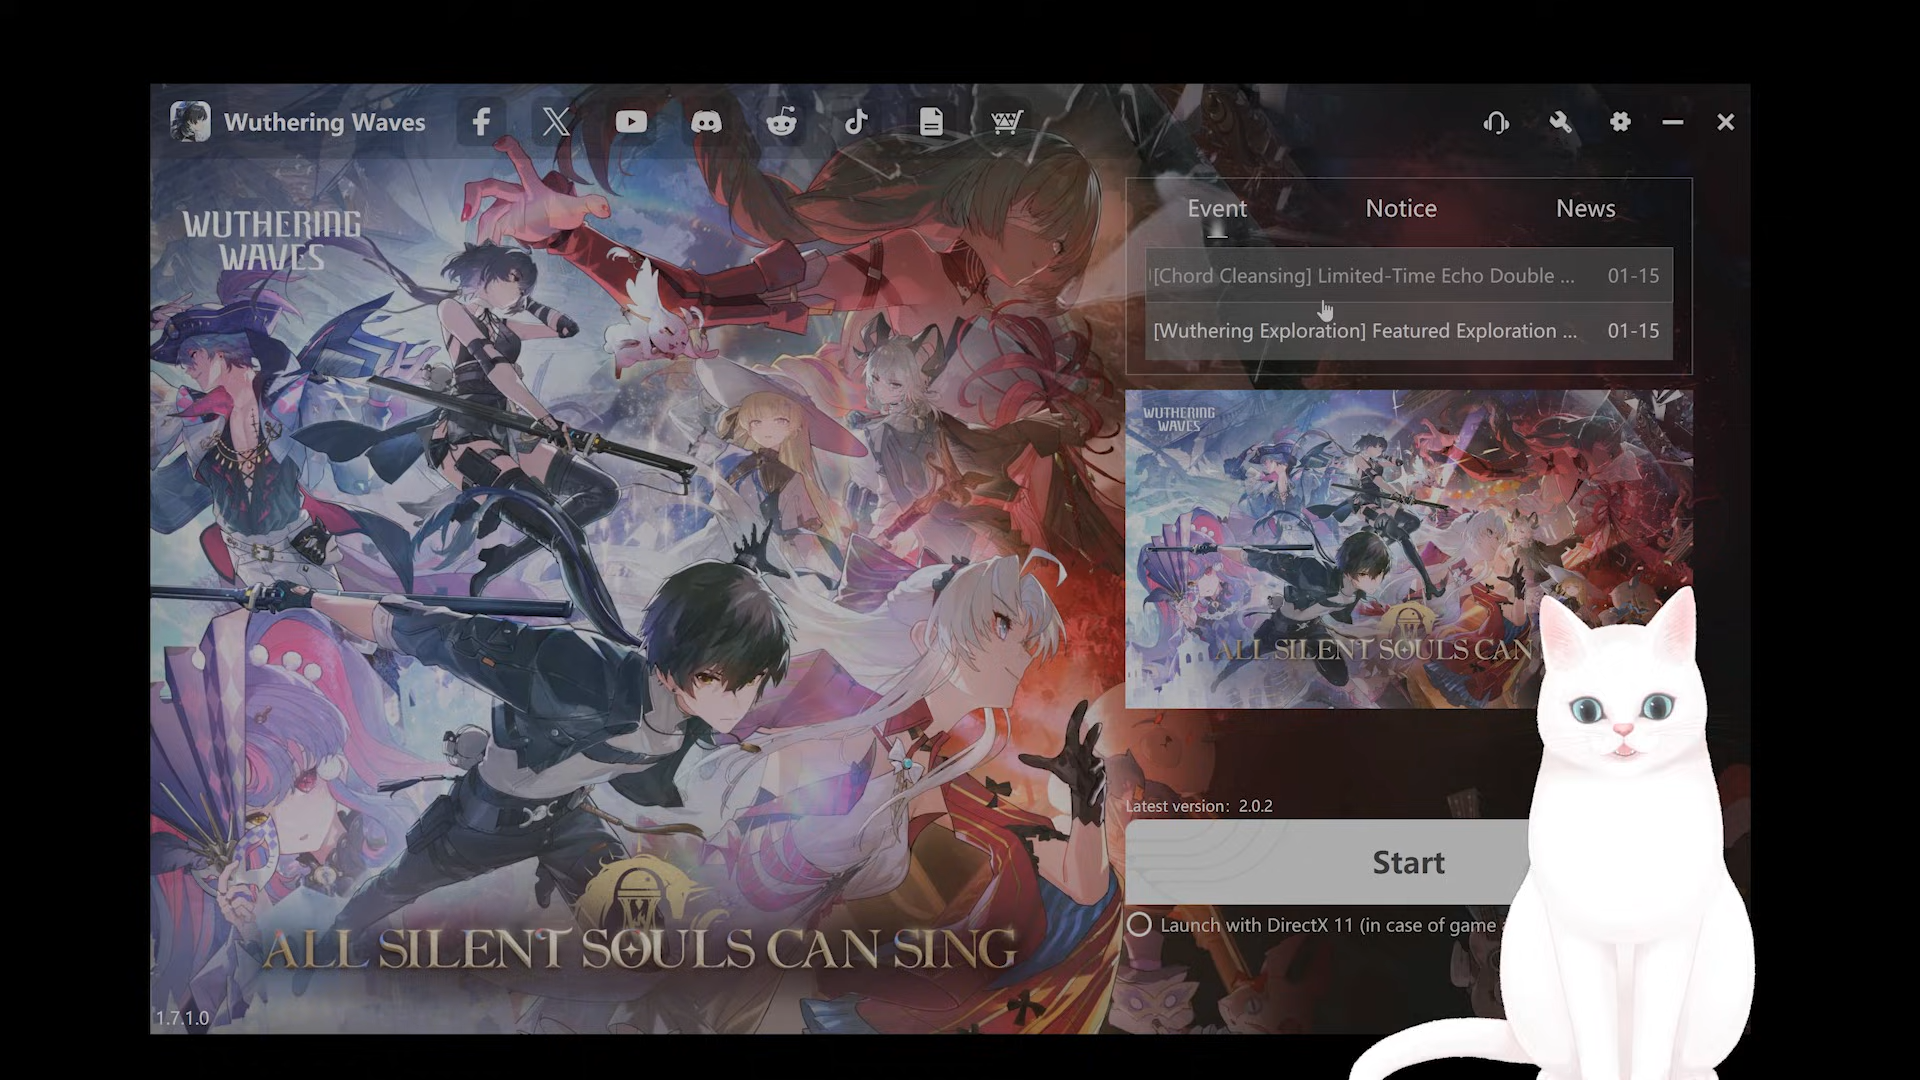 Wuthering Waves
WUTHERING
WAVES
Event
Notice
News
[Chord Cleansing] Limited-Time Echo Double ...
01-15
[Wuthering Exploration] Featured Exploration ...
01-15
WUTHERING
WAVES
ALL SILENT SOULS CAN
Latest version: 2.0.2
Start
Launch with DirectX 11 (in case of game
ALL SILENT SOULS CAN SING
1.7.1.0